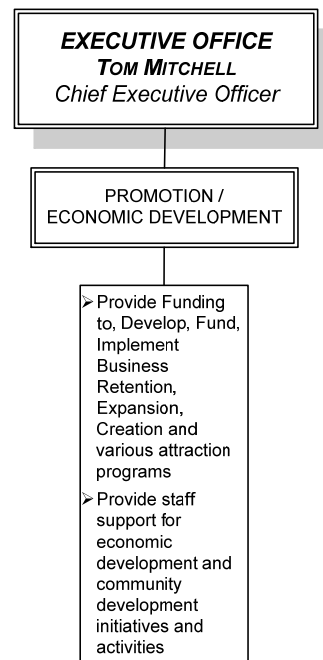 EXECUTIVE OFFICE
TOM MITCHELL
Chief Executive Officer
PROMOTION /
ECONOMIC DEVELOPMENT
➢ Provide Funding
to, Develop, Fund,
Implement
Business
Retention,
Expansion,
Creation and
various attraction
programs
➢ Provide staff
support for
economic
development and
community
development
initiatives and
activities